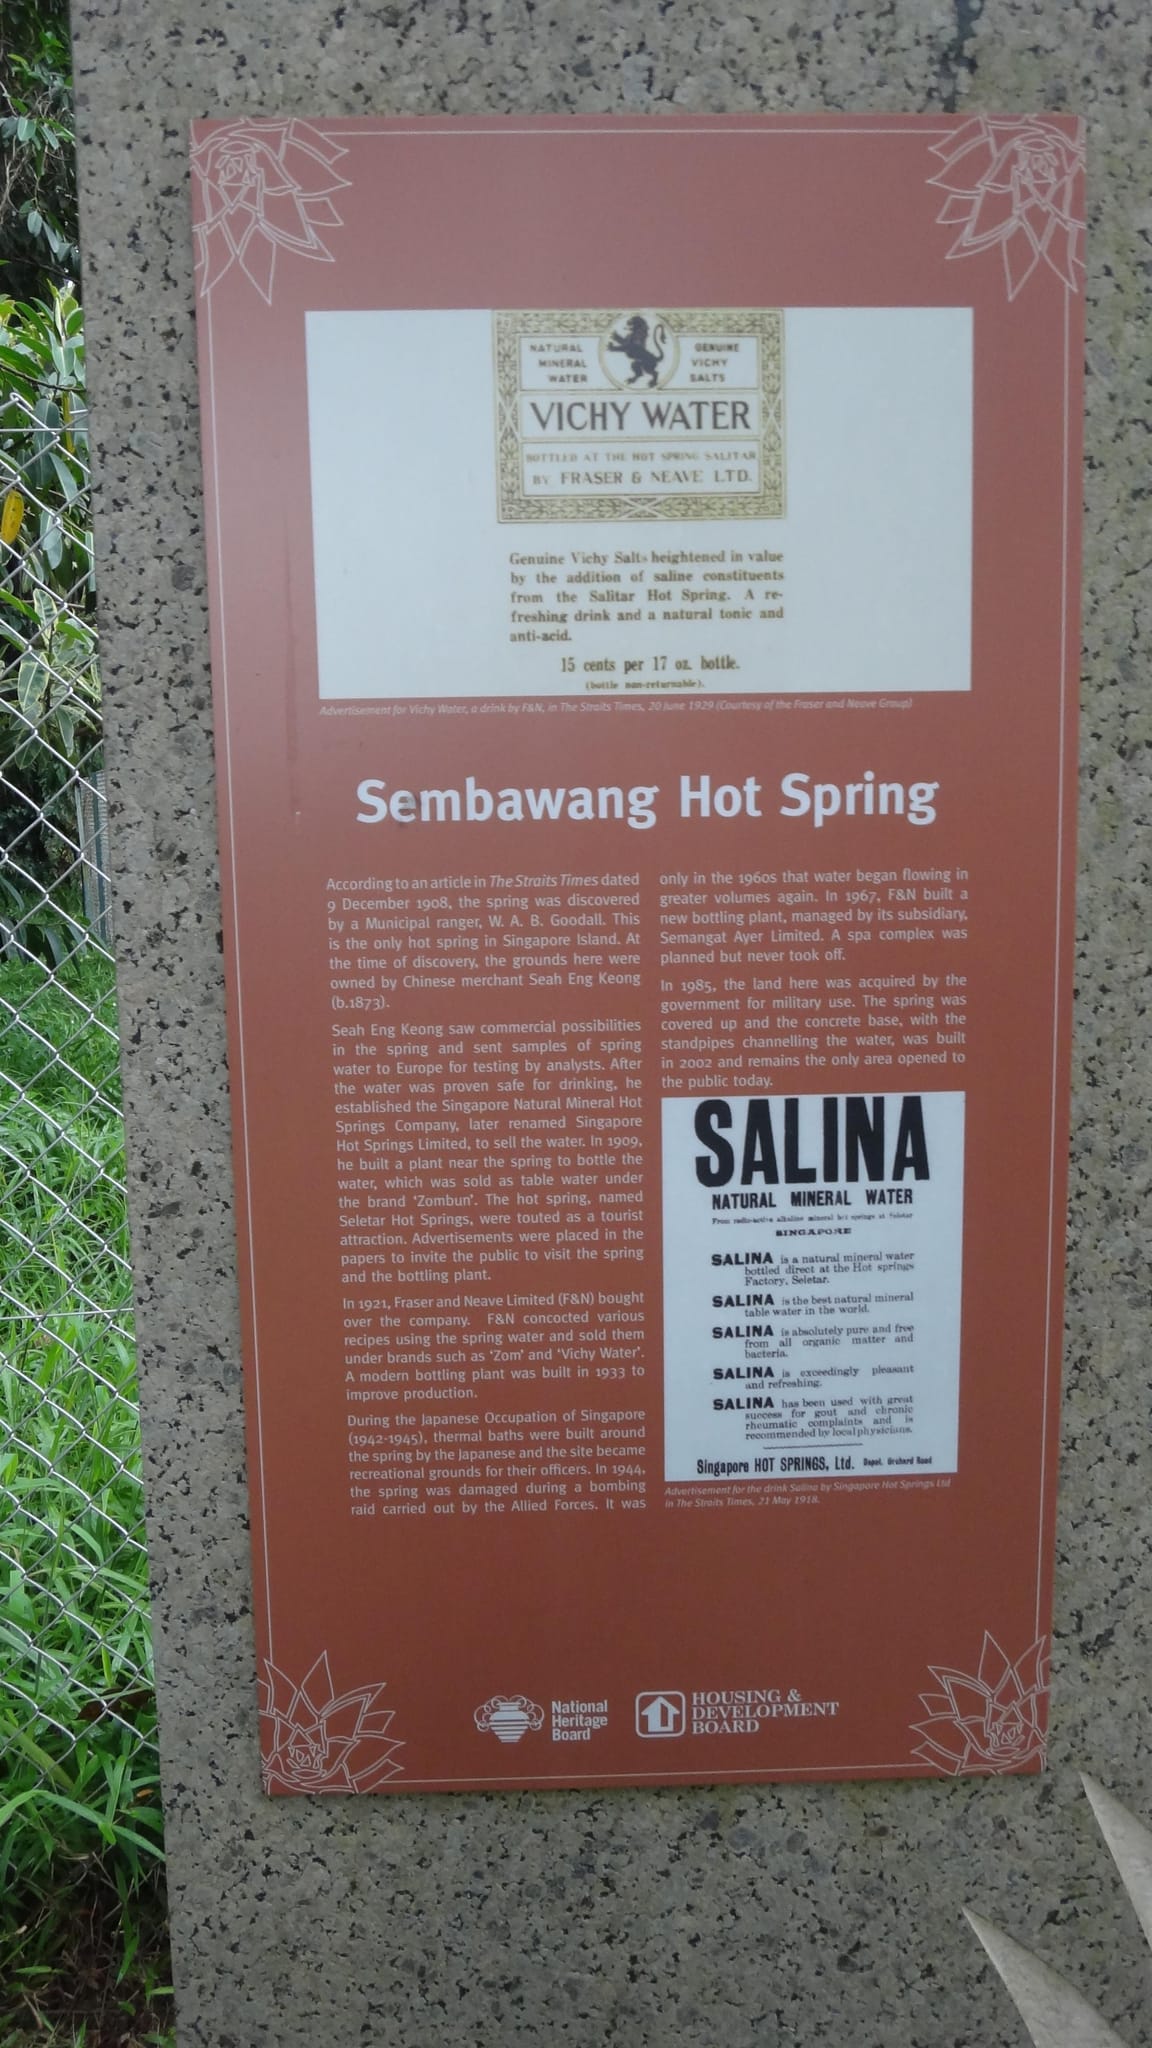 NATURAL
MINERAL
WATER
GENUINE
VICHY
SALTS
VICHY WATER
BOTTLED AT THE HOT SPRING SALITAR
BY FRASER & NEAVE LTD.
Genuine Vichy Salts heightened in value
by the addition of saline constituents
from the Salitar Hot Spring. A re-
freshing drink and a natural tonic and
anti-acid.
15 cents per 17 oz. bottle.
(bottle non-returnable).
Advertisement for Vichy Water, a drink by F&N, in The Straits Times, 20 June 1929 (Courtesy of the Fraser and Neave Group)
Sembawang Hot Spring
According to an article in The Straits Times dated
9 December 1908, the spring was discovered
by a Municipal ranger, W. A. B. Goodall. This
is the only hot spring in Singapore Island. At
the time of discovery, the grounds here were
owned by Chinese merchant Seah Eng Keong
(b.1873).
Seah Eng Keong saw commercial possibilities
in the spring and sent samples of spring
water to Europe for testing by analysts. After
the water was proven safe for drinking, he
established the Singapore Natural Mineral Hot
Springs Company, later renamed Singapore
Hot Springs Limited, to sell the water. In 1909,
he built a plant near the spring to bottle the
water, which was sold as table water under
the brand 'Zombun'. The hot spring, named
Seletar Hot Springs, were touted as a tourist
attraction. Advertisements were placed in the
papers to invite the public to visit the spring
and the bottling plant.
In 1921, Fraser and Neave Limited (F&N) bought
over the company. F&N concocted various
recipes using the spring water and sold them
under brands such as 'Zom' and 'Vichy Water'.
A modern bottling plant was built in 1933 to
improve production.
During the Japanese Occupation of Singapore
(1942-1945), thermal baths were built around
the spring by the Japanese and the site became
recreational grounds for their officers. In 1944,
the spring was damaged during a bombing
raid carried out by the Allied Forces. It was
only in the 1960s that water began flowing in
greater volumes again. In 1967, F&N built a
new bottling plant, managed by its subsidiary,
Semangat Ayer Limited. A spa complex was
planned but never took off.
In 1985, the land here was acquired by the
government for military use. The spring was
covered up and the concrete base, with the
standpipes channelling the water, was built
in 2002 and remains the only area opened to
the public today.
SALINA
NATURAL MINERAL WATER
From radio-active alkaline mineral hot springs at Seletar
SINGAPORE
SALINA is a natural mineral water
bottled direct at the Hot springs
Factory, Seletar.
SALINA is the best natural mineral
table water in the world.
SALINA is absolutely pure and free
from all organic matter and
bacteria.
SALINA is exceedingly pleasant
and refreshing.
SALINA has been used with great
success for gout and chronic
rheumatic complaints and is
recommended by local physicians.
Singapore HOT SPRINGS, Ltd. Depot, Orchard Road
Advertisement for the drink Salina by Singapore Hot Springs Ltd
in The Straits Times, 21 May 1918.
National
Heritage
Board
HOUSING &
DEVELOPMENT
BOARD